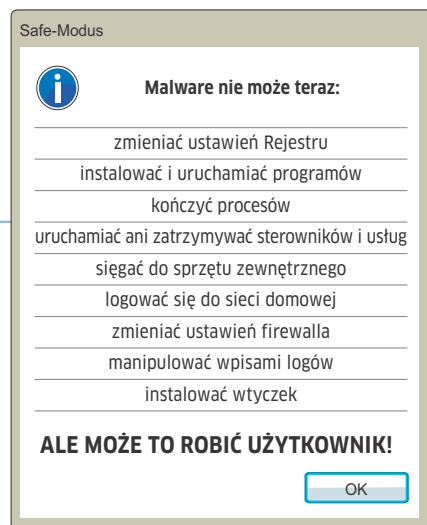 Safe-Modus
Malware nie może teraz:
zmieniać ustawień Rejestru
instalować i uruchamiać programów
kończyć procesów
uruchamiać ani zatrzymywać sterowników i usług
sięgać do sprzętu zewnętrznego
logować się do sieci domowej
zmieniać ustawień firewalla
manipulować wpisami logów
instalować wtyczek
ALE MOŻE TO ROBIĆ UŻYTKOWNIK!
OK